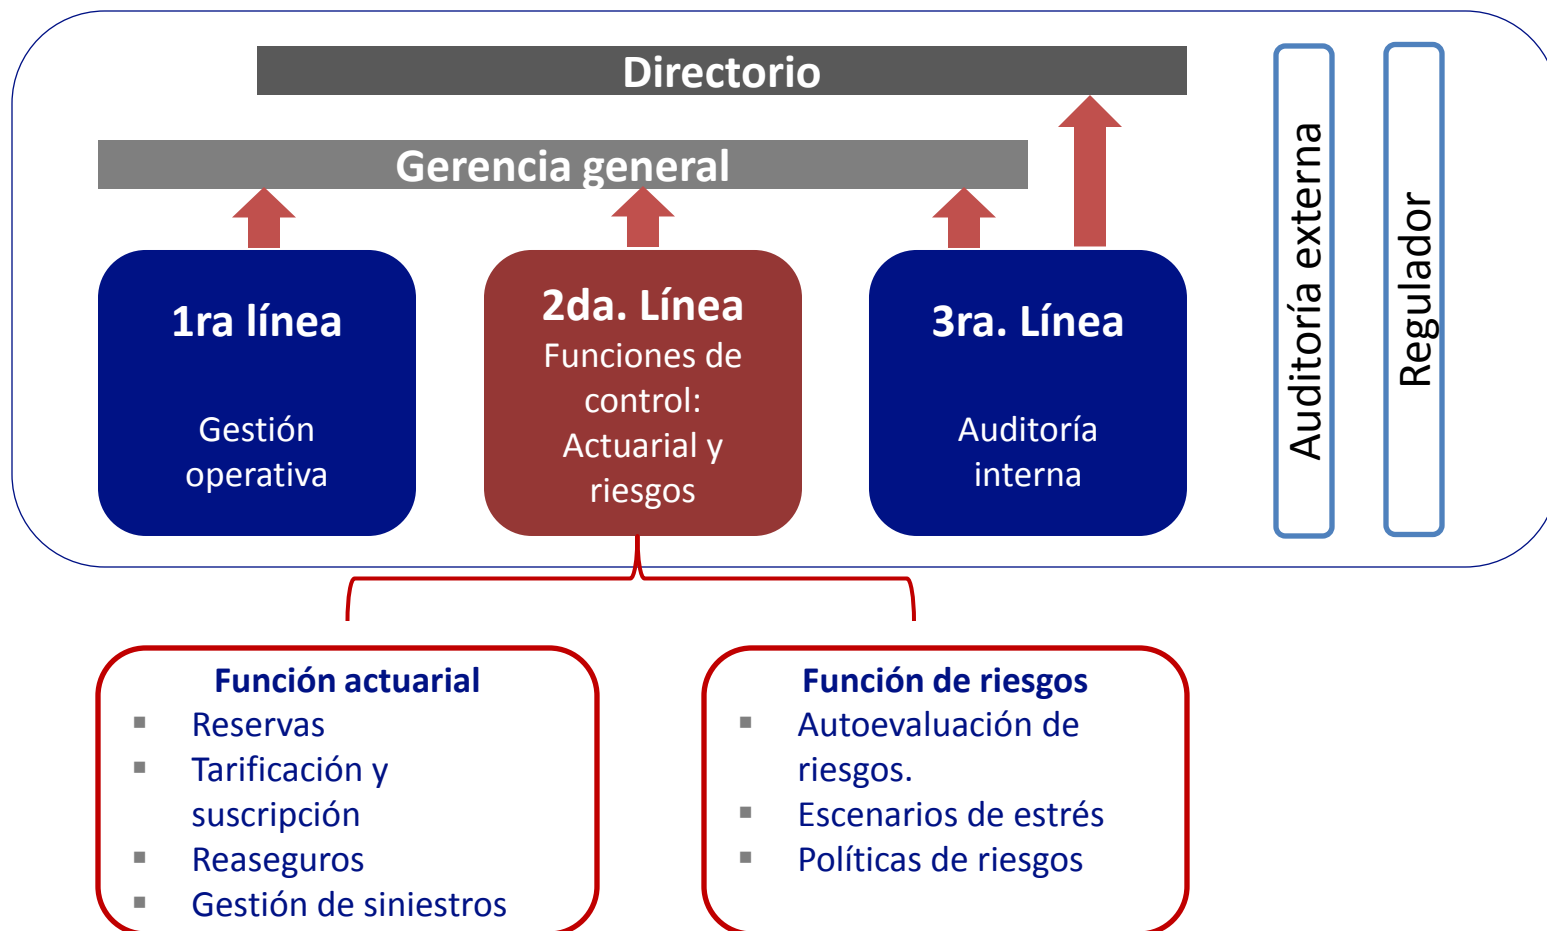 Directorio
Gerencia general
1ra línea
Gestión
operativa
2da. Línea
Funciones de
control:
Actuarial y
riesgos
3ra. Línea
Auditoría
interna
Auditoría externa
Regulador
Función actuarial
Reservas
Tarificación y
suscripción
Reaseguros
Gestión de siniestros
Función de riesgos
Autoevaluación de
riesgos.
Escenarios de estrés
Políticas de riesgos